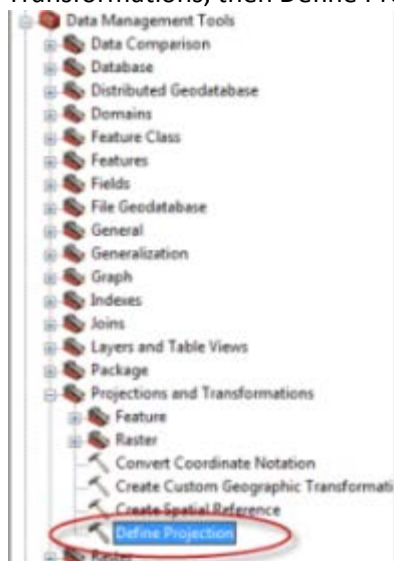 Transformations, then Define Pr
Data Management Tools
Data Comparison
Database
Distributed Geodatabase
Domains
Feature Class
Features
Fields
File Geodatabase
General
Generalization
Graph
Indexes
Joins
Layers and Table Views
Package
Projections and Transformations
Feature
Raster
Convert Coordinate Notation
Create Custom Geographic Transformati
Create Spatial Reference
Define Projection
Raster